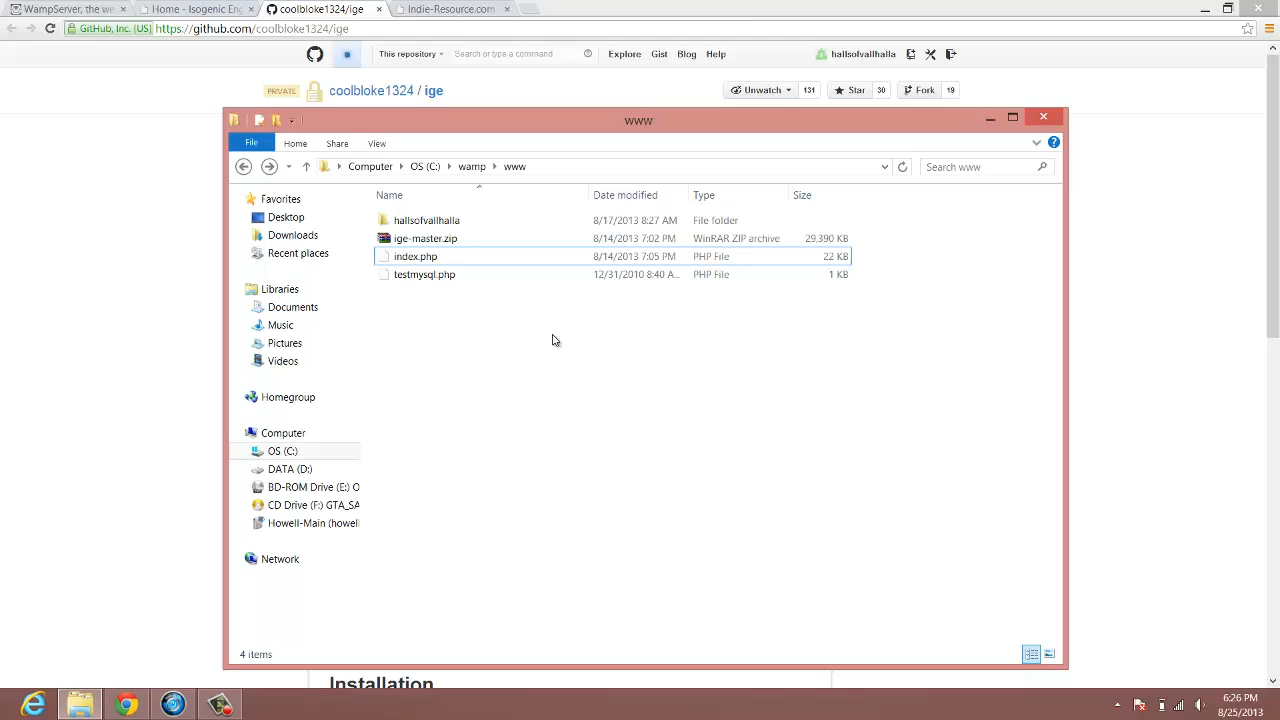 WampServer, the we
Home - Isogenic Eng
coolbloke1324/ige
Indie-Resource.com
GitHub, Inc. [US] https://github.com/coolbloke1324/ige
This repository Search or type a command Explore Gist Blog Help hallsofvallhalla
PRIVATE coolbloke1324 / ige Unwatch 131 Star 30 Fork 19
www
File Home Share View
Computer OS (C:) wamp www Search www
Name Date modified Type Size
Favorites
Desktop
Downloads
Recent places
Libraries
Documents
Music
Pictures
Videos
Homegroup
Computer
OS (C:)
DATA (D:)
BD-ROM Drive (E:) O
CD Drive (F:) GTA_SA
Howell-Main (howell
Network
hallsofvallhalla 8/17/2013 8:27 AM File folder
ige-master.zip 8/14/2013 7:02 PM WinRAR ZIP archive 29,390 KB
index.php 8/14/2013 7:05 PM PHP File 22 KB
testmysql.php 12/31/2010 8:40 A... PHP File 1 KB
4 items
Installation
6:26 PM
8/25/2013